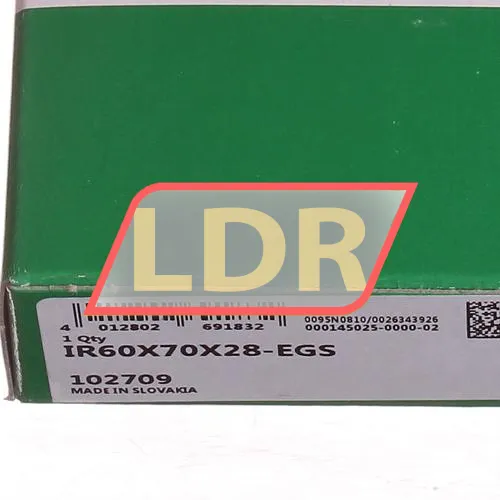 LDR
4 012802 691832
0095N0810/0026343926
000145025-0000-02
1 Qty
IR60X70X28-EGS
102709
MADE IN SLOVAKIA